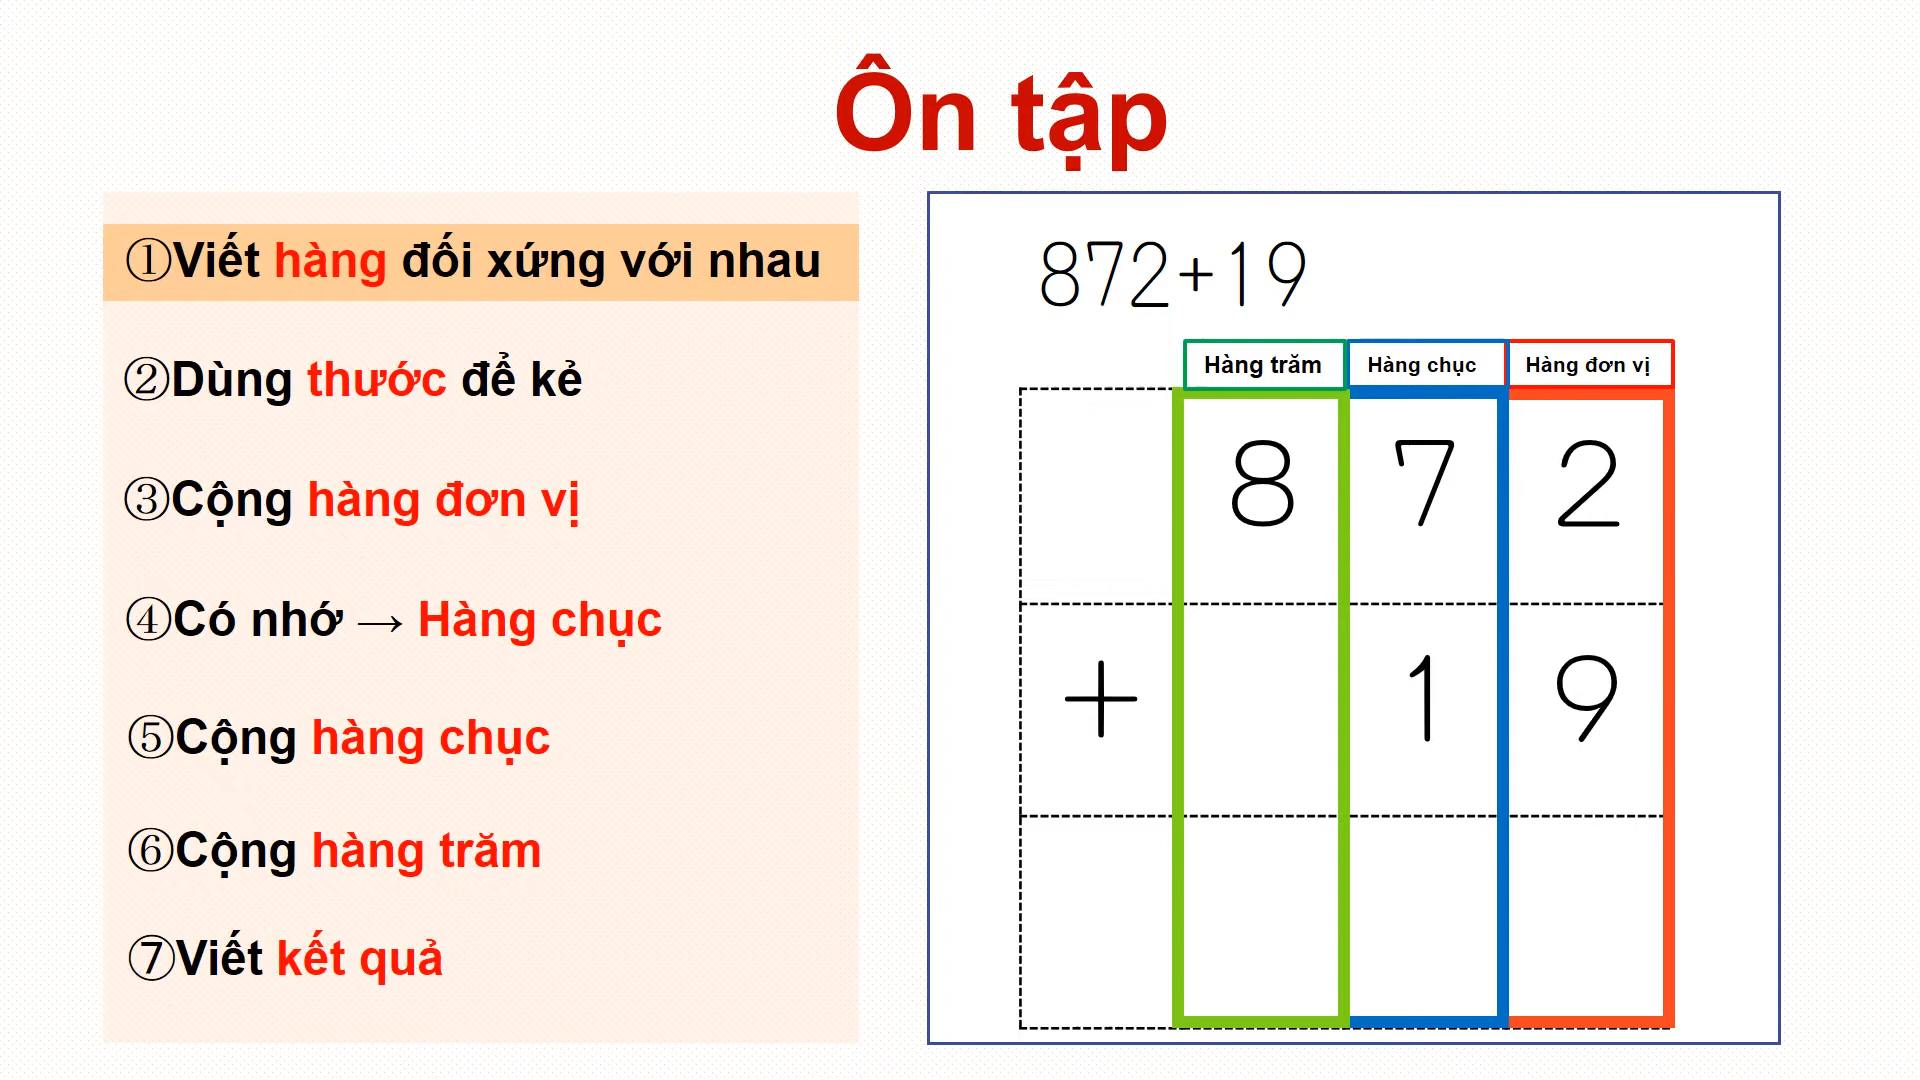 Ôn tập
①Viết hàng đối xứng với nhau
②Dùng thước để kẻ
③Cộng hàng đơn vị
④Có nhớ → Hàng chục
⑤Cộng hàng chục
⑥Cộng hàng trăm
⑦Viết kết quả
872+19
Hàng trăm Hàng chục Hàng đơn vị
8 7 2
+ 1 9